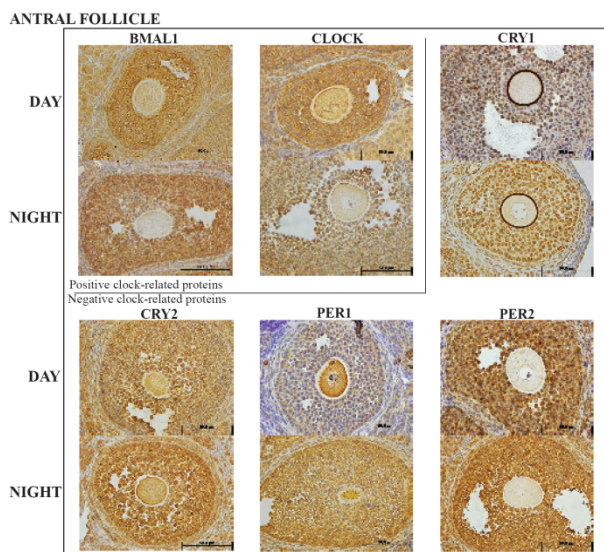 ANTRAL FOLLICLE
BMAL1 CLOCK CRY1
DAY
NIGHT
Positive clock-related proteins
Negative clock-related proteins
CRY2 PER1 PER2
DAY
NIGHT